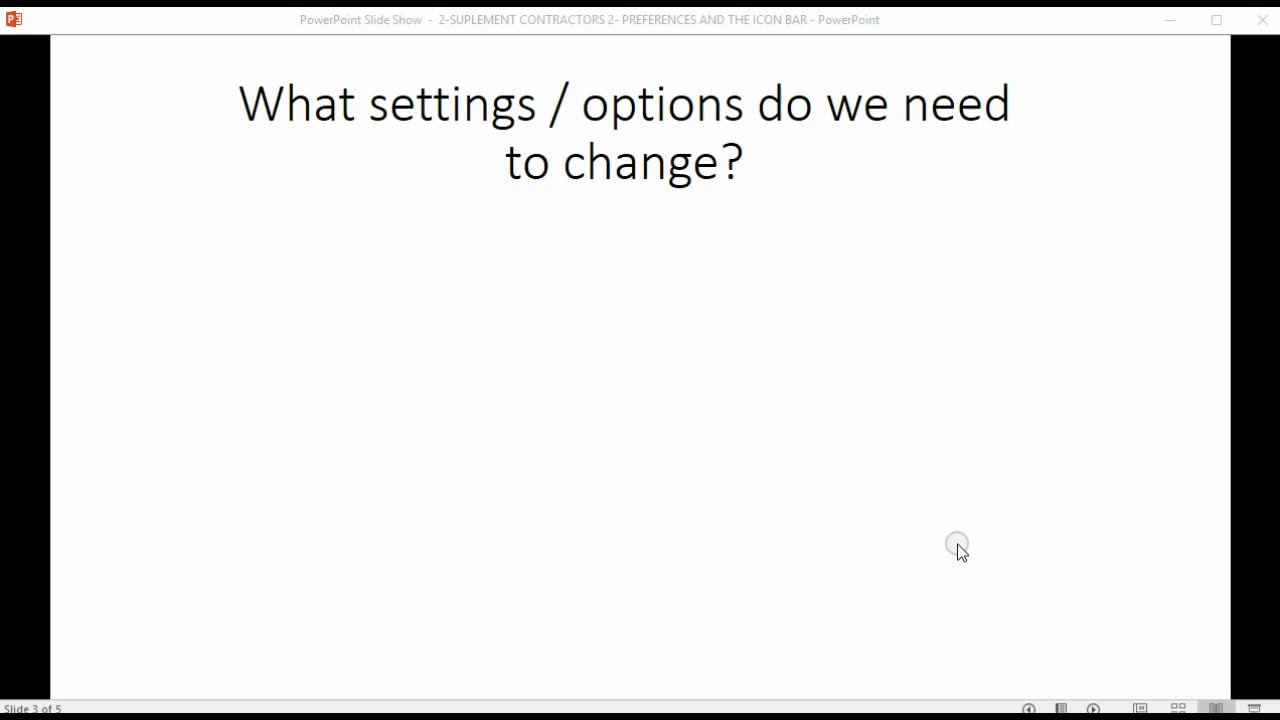 PowerPoint Slide Show - 2-SUPLEMENT CONTRACTORS 2- PREFERENCES AND THE ICON BAR - PowerPoint
What settings / options do we need
to change?
Slide 3 of 5